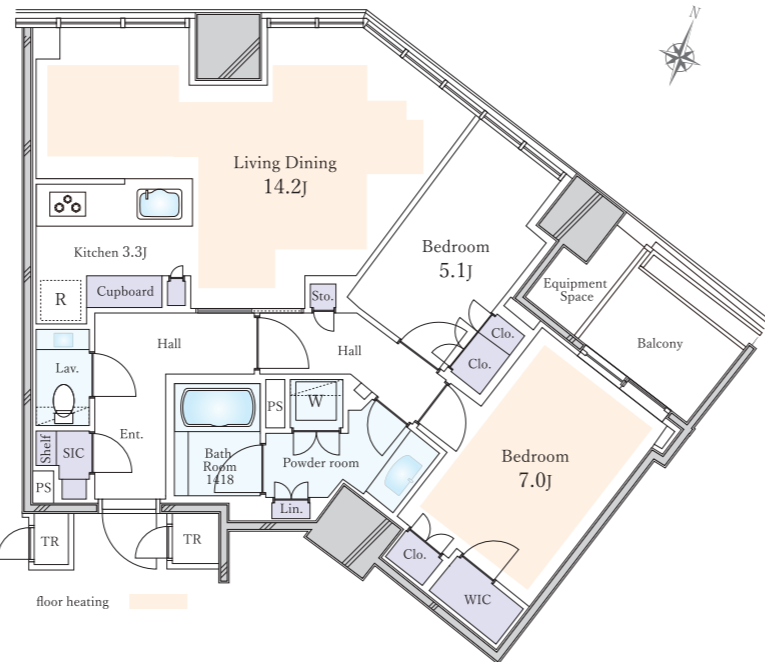 N
Living Dining
14.2J
Kitchen 3.3J
R
Cupboard
Sto.
Bedroom
5.1J
Equipment
Space
Balcony
Clo.
Clo.
Hall
Hall
Lav.
Ent.
Shelf
SIC
PS
PS
W
Bath
Room
1418
Powder room
Lin.
Bedroom
7.0J
Clo.
WIC
TR
TR
floor heating